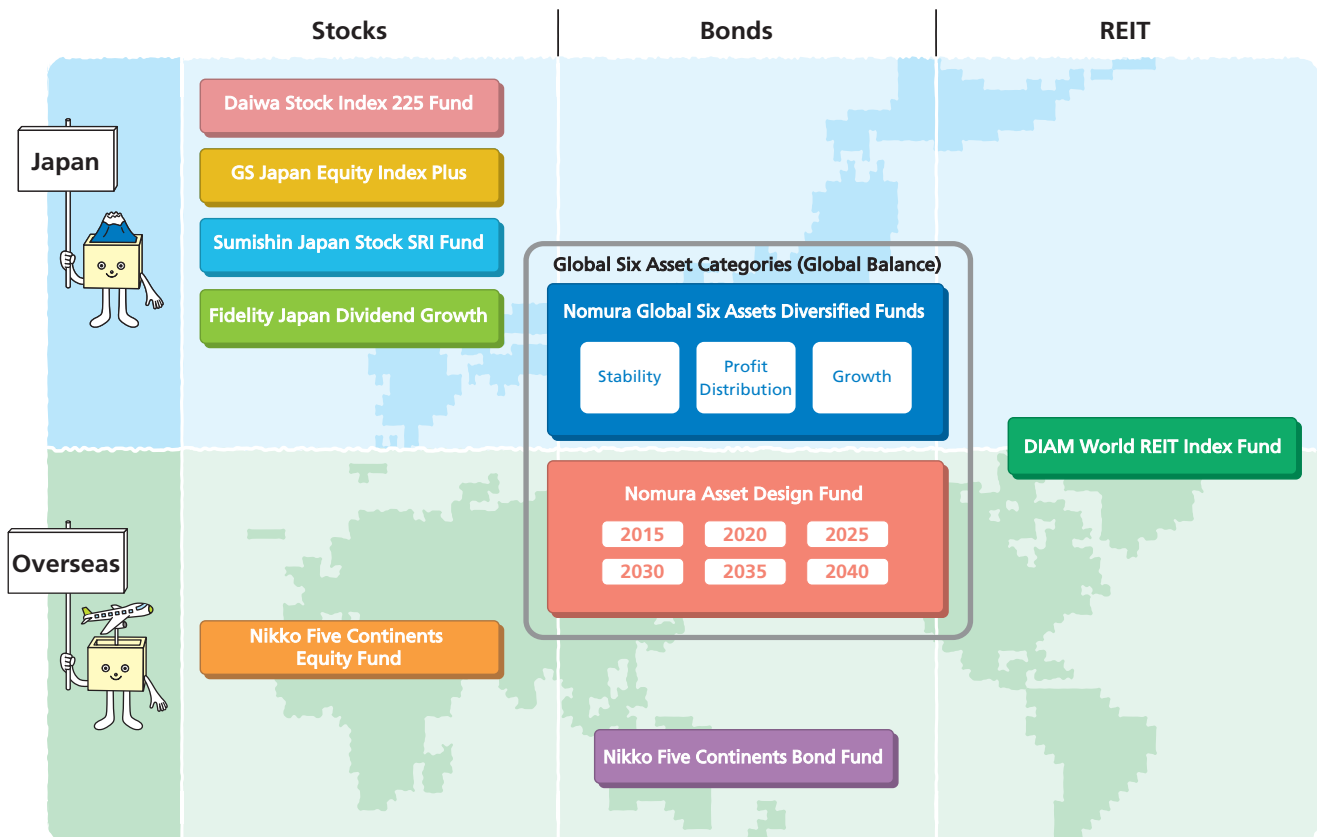 Stocks
Bonds
REIT
Japan
Daiwa Stock Index 225 Fund
GS Japan Equity Index Plus
Sumishin Japan Stock SRI Fund
Fidelity Japan Dividend Growth
Global Six Asset Categories (Global Balance)
Nomura Global Six Assets Diversified Funds
Stability
Profit
Distribution
Growth
DIAM World REIT Index Fund
Nomura Asset Design Fund
2015
2020
2025
2030
2035
2040
Overseas
Nikko Five Continents
Equity Fund
Nikko Five Continents Bond Fund